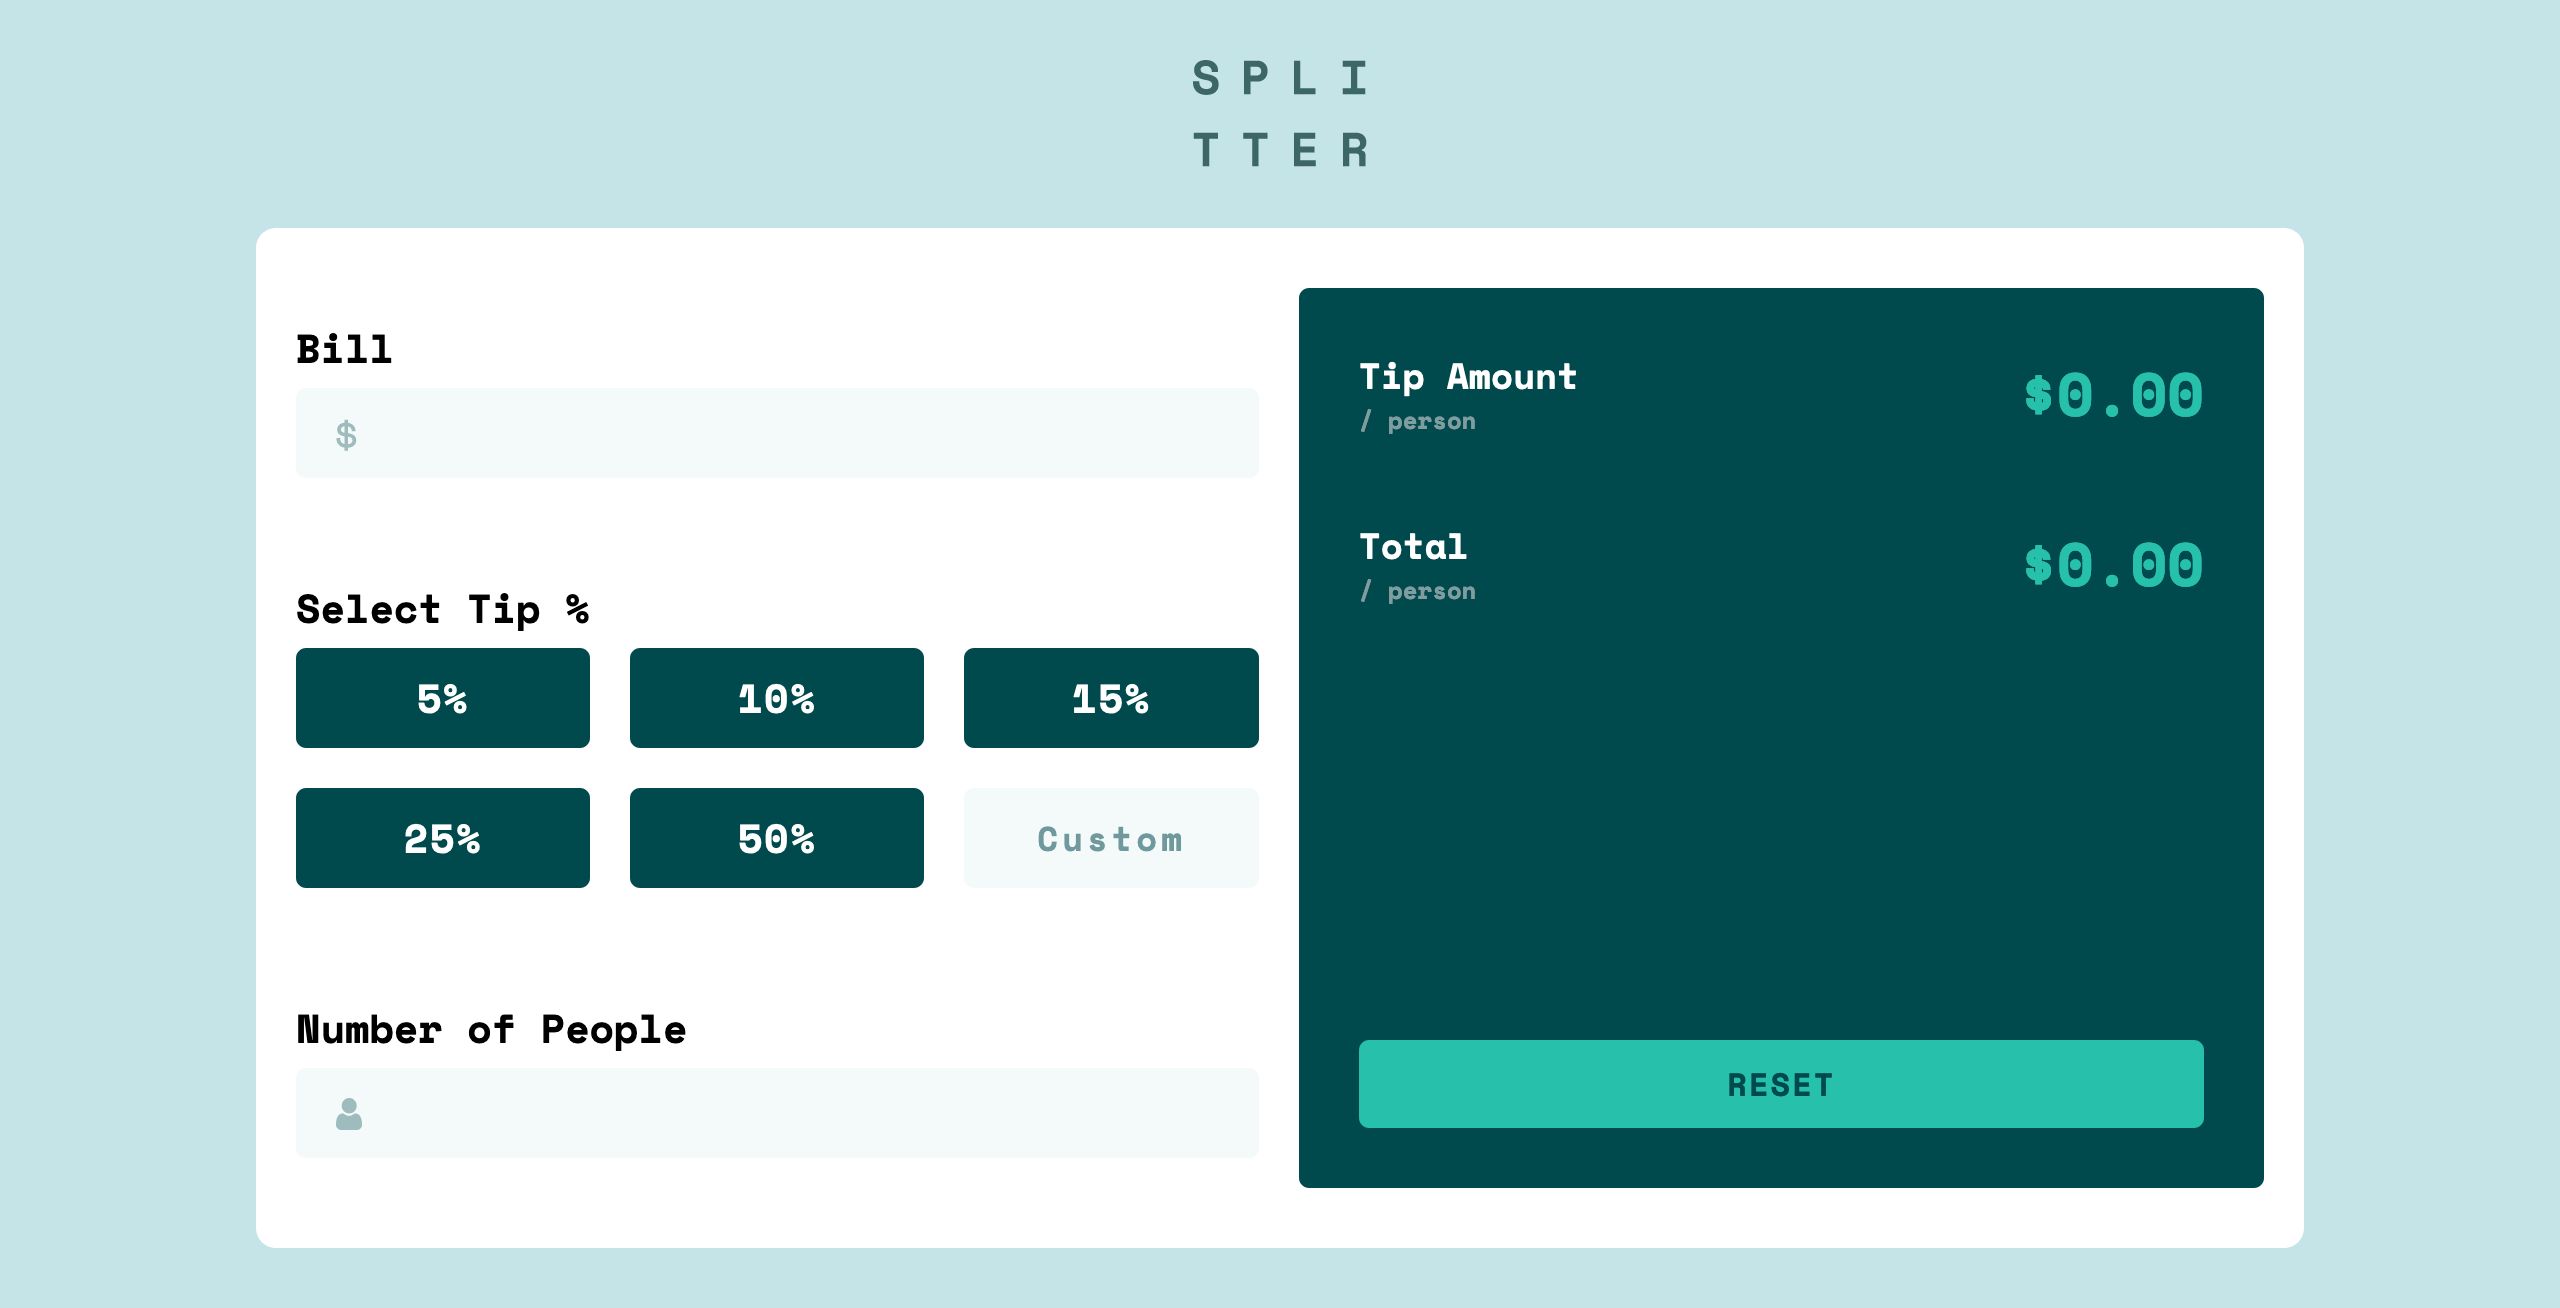 SPLI
TTER
Bill
$
Select Tip %
5%
10%
15%
25%
50%
Custom
Number of People
Tip Amount
/ person
$0.00
Total
/ person
$0.00
RESET